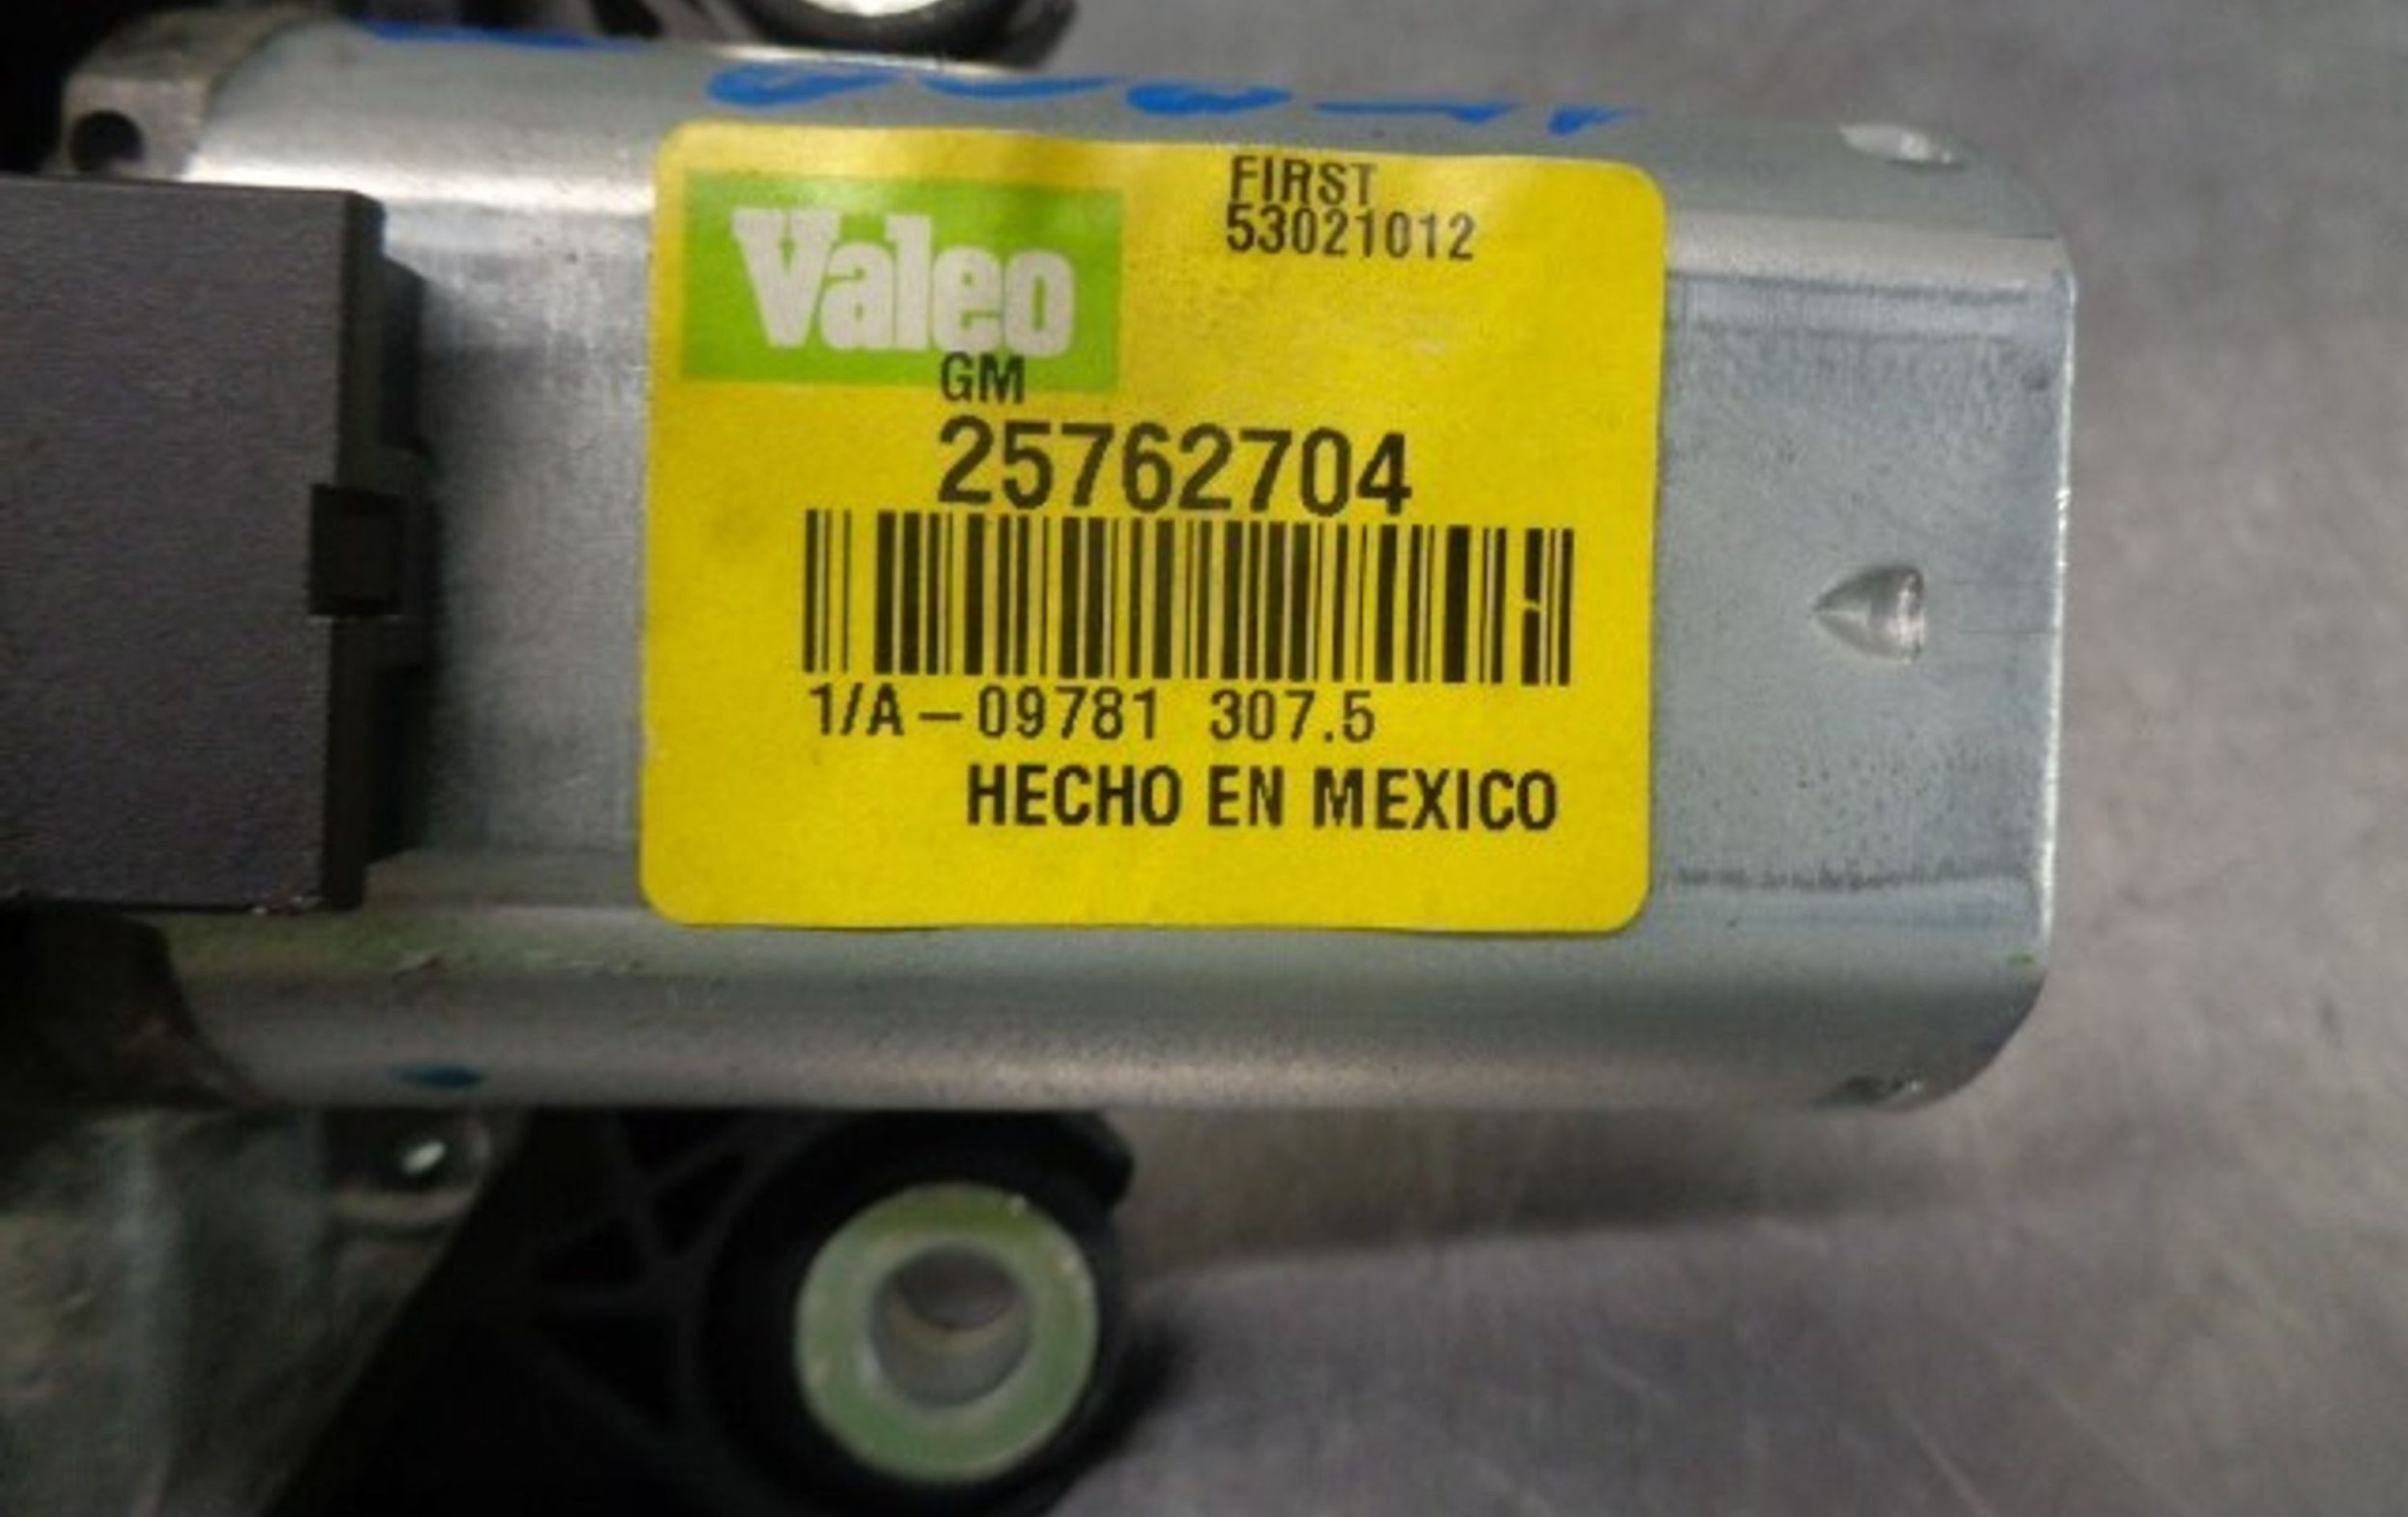 Valeo
FIRST
53021012
GM
25762704
1/A-09781 307.5
HECHO EN MEXICO